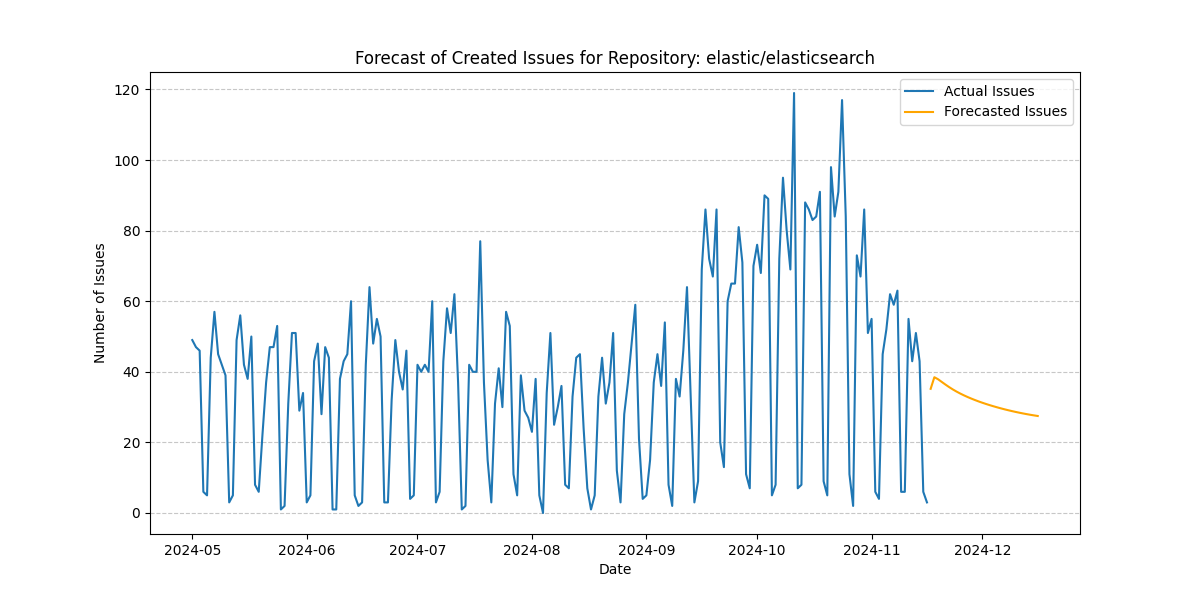 Forecast of Created Issues for Repository: elastic/elasticsearch
Actual Issues
Forecasted Issues
Number of Issues
120
100
80
60
40
20
0
2024-05 2024-06 2024-07 2024-08 2024-09 2024-10 2024-11 2024-12
Date